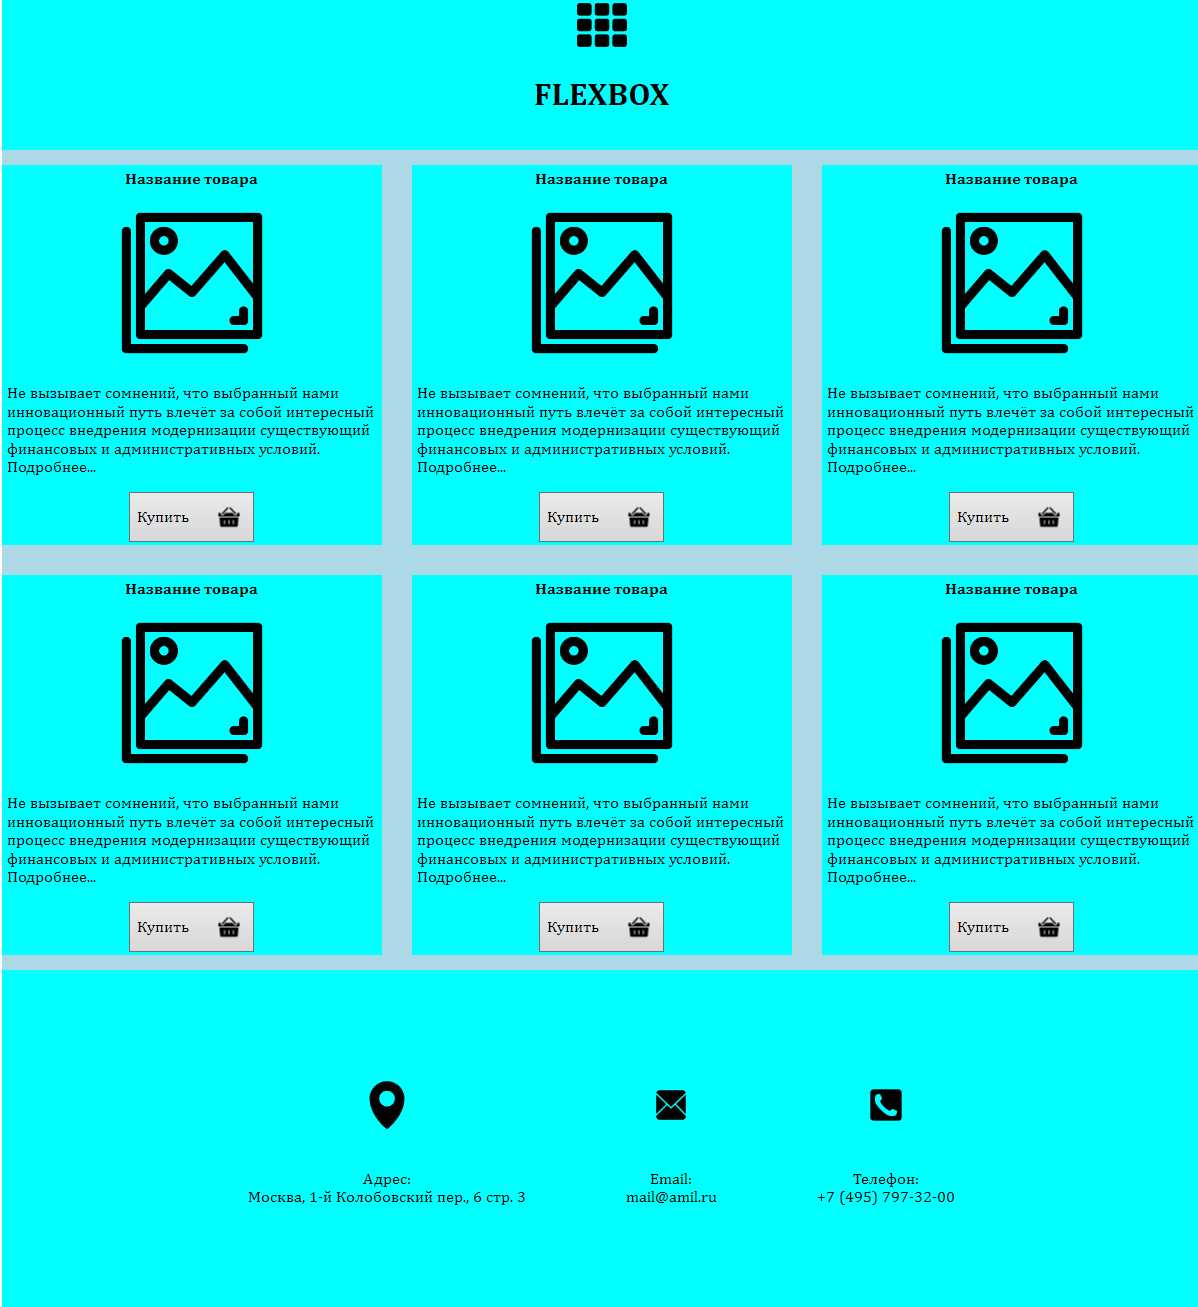 FLEXBOX
Название товара
Не вызывает сомнений, что выбранный нами
инновационный путь влечёт за собой интересный
процесс внедрения модернизации существующий
финансовых и административных условий.
Подробнее...
Купить
Название товара
Не вызывает сомнений, что выбранный нами
инновационный путь влечёт за собой интересный
процесс внедрения модернизации существующий
финансовых и административных условий.
Подробнее...
Купить
Название товара
Не вызывает сомнений, что выбранный нами
инновационный путь влечёт за собой интересный
процесс внедрения модернизации существующий
финансовых и административных условий.
Подробнее...
Купить
Название товара
Не вызывает сомнений, что выбранный нами
инновационный путь влечёт за собой интересный
процесс внедрения модернизации существующий
финансовых и административных условий.
Подробнее...
Купить
Название товара
Не вызывает сомнений, что выбранный нами
инновационный путь влечёт за собой интересный
процесс внедрения модернизации существующий
финансовых и административных условий.
Подробнее...
Купить
Название товара
Не вызывает сомнений, что выбранный нами
инновационный путь влечёт за собой интересный
процесс внедрения модернизации существующий
финансовых и административных условий.
Подробнее...
Купить
Адрес:
Москва, 1-й Колобовский пер., 6 стр. 3
Email:
mail@amil.ru
Телефон:
+7 (495) 797-32-00